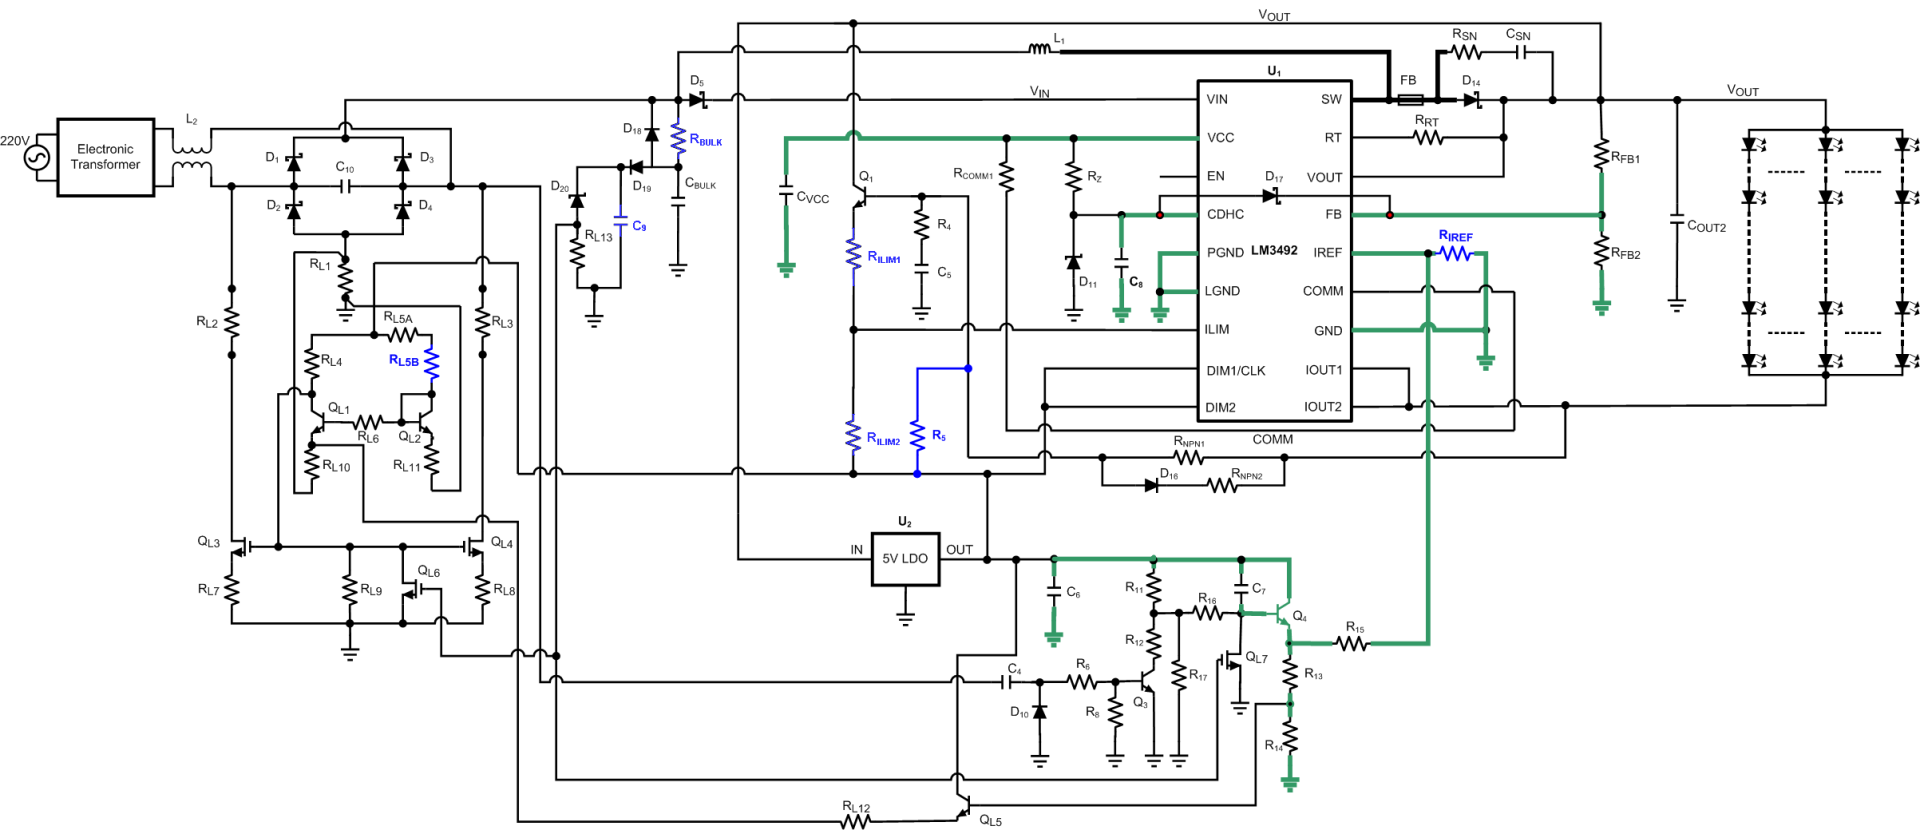 VOUT
L1
RSN
CSN
U1
FB
D14
D5
VIN
VIN
SW
VOUT
220V
Electronic
Transformer
L2
D18
RBULK
VCC
RT
RRT
D1
D3
C10
D2
D4
D20
D19
CBULK
CVCC
Q1
RCOMM1
RZ
EN
D17
VOUT
RFB1
RL13
C9
R4
CDHC
FB
COUT2
RL1
RILIM1
C5
D11
C8
PGND
LM3492
IREF
RIREF
RFB2
LGND
COMM
RL2
RL5A
RL3
ILIM
GND
RL4
RL5B
DIM1/CLK
IOUT1
QL1
RL6
QL2
DIM2
IOUT2
RILIM2
R5
RNPN1
COMM
RL10
RL11
D16
RNPN2
U2
QL3
QL4
IN
5V LDO
OUT
QL6
RL7
RL9
RL8
C6
R11
C7
R16
Q4
R12
R15
QL7
C4
R6
R17
R13
D10
R8
Q3
R14
RL12
QL5